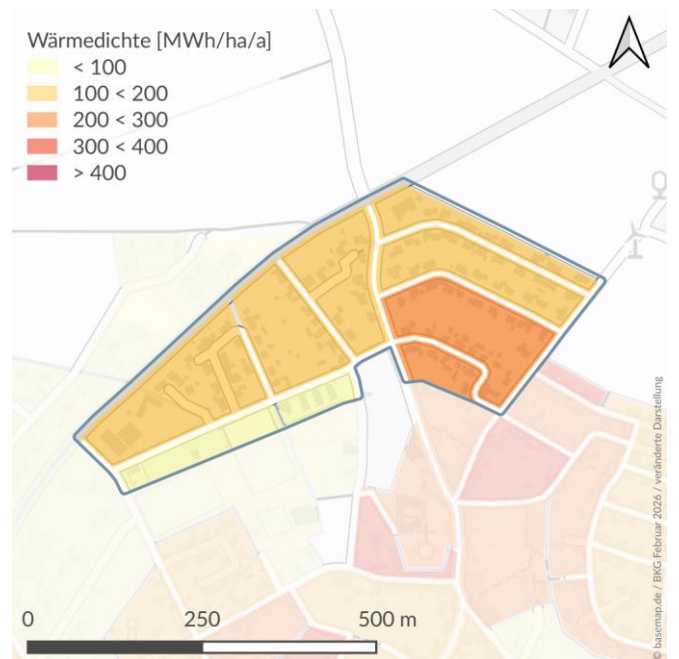 Wärmedichte [MWh/ha/a]
< 100
100 < 200
200 < 300
300 < 400
> 400
© basemap.de / BKG Februar 2026 / veränderte Darstellung
0 250 500 m